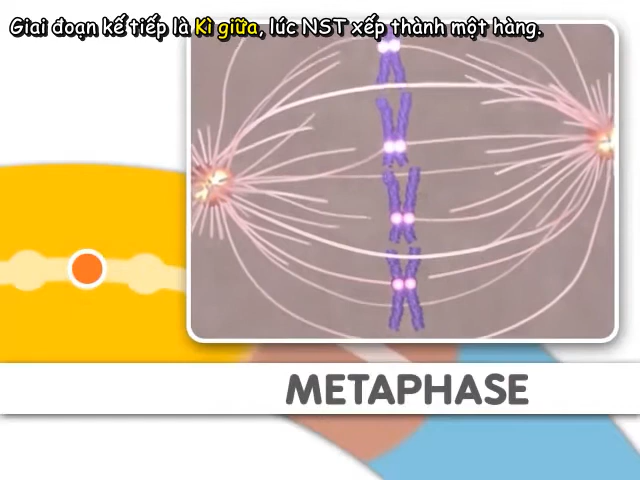 Giai đoạn kế tiếp là Kì giữa, lúc NST xếp thành một hàng.
METAPHASE